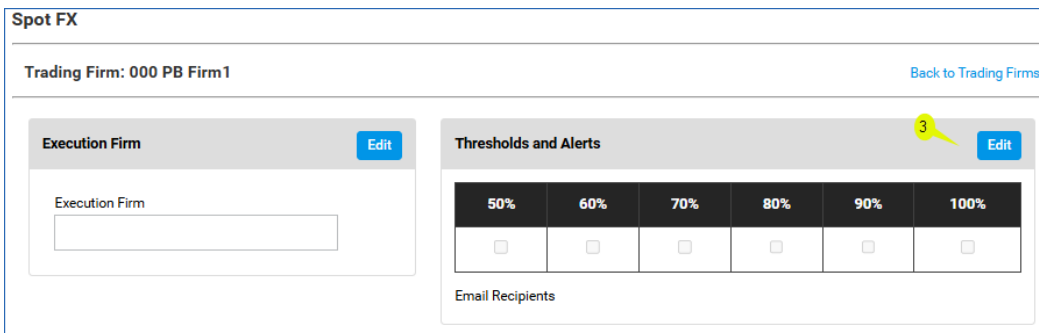 Spot FX
Trading Firm: 000 PB Firm1
Back to Trading Firms
Execution Firm
Edit
Execution Firm
Thresholds and Alerts
3
Edit
50% 60% 70% 80% 90% 100%
Email Recipients